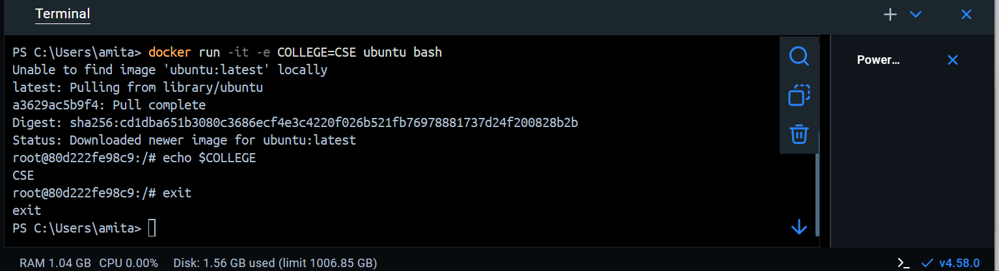 Terminal
PS C:\Users\amita> docker run -it -e COLLEGE=CSE ubuntu bash
Unable to find image 'ubuntu:latest' locally
latest: Pulling from library/ubuntu
a3629ac5b9f4: Pull complete
Digest: sha256:cd1dba651b3080c3686ecf4e3c4220f026b521fb76978881737d24f200828b2b
Status: Downloaded newer image for ubuntu:latest
root@80d222fe98c9:/# echo $COLLEGE
CSE
root@80d222fe98c9:/# exit
exit
PS C:\Users\amita>
Power...
RAM 1.04 GB CPU 0.00% Disk: 1.56 GB used (limit 1006.85 GB)
v4.58.0